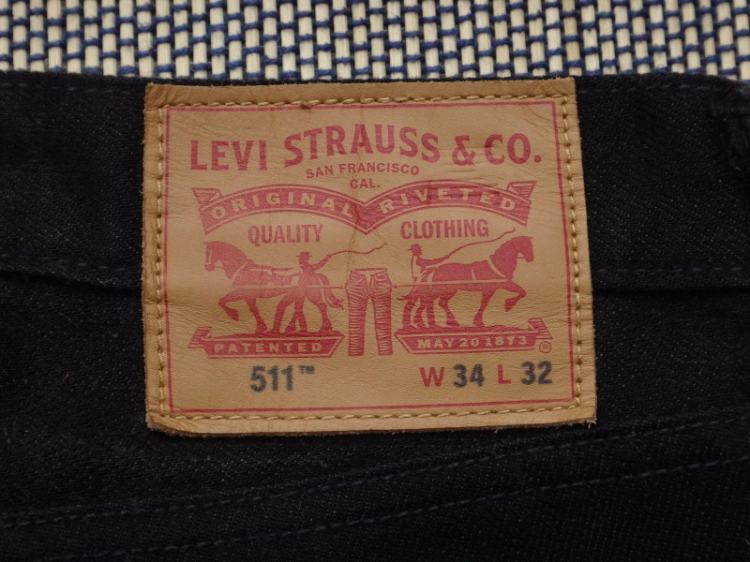 LEVI STRAUSS & CO.
SAN FRANCISCO
CAL.
ORIGINAL RIVETED
QUALITY CLOTHING
PATENTED MAY 20 1873 ®
511™ W 34 L 32